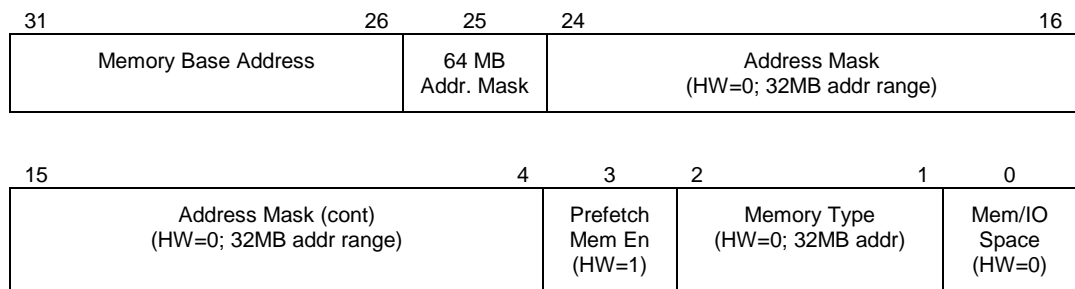 31 26 25 24 16
Memory Base Address 64 MB Address Mask
Addr. Mask (HW=0; 32MB addr range)
15 4 3 2 1 0
Address Mask (cont) Prefetch Memory Type Mem/IO
(HW=0; 32MB addr range) Mem En (HW=0; 32MB addr) Space
(HW=1) (HW=0)